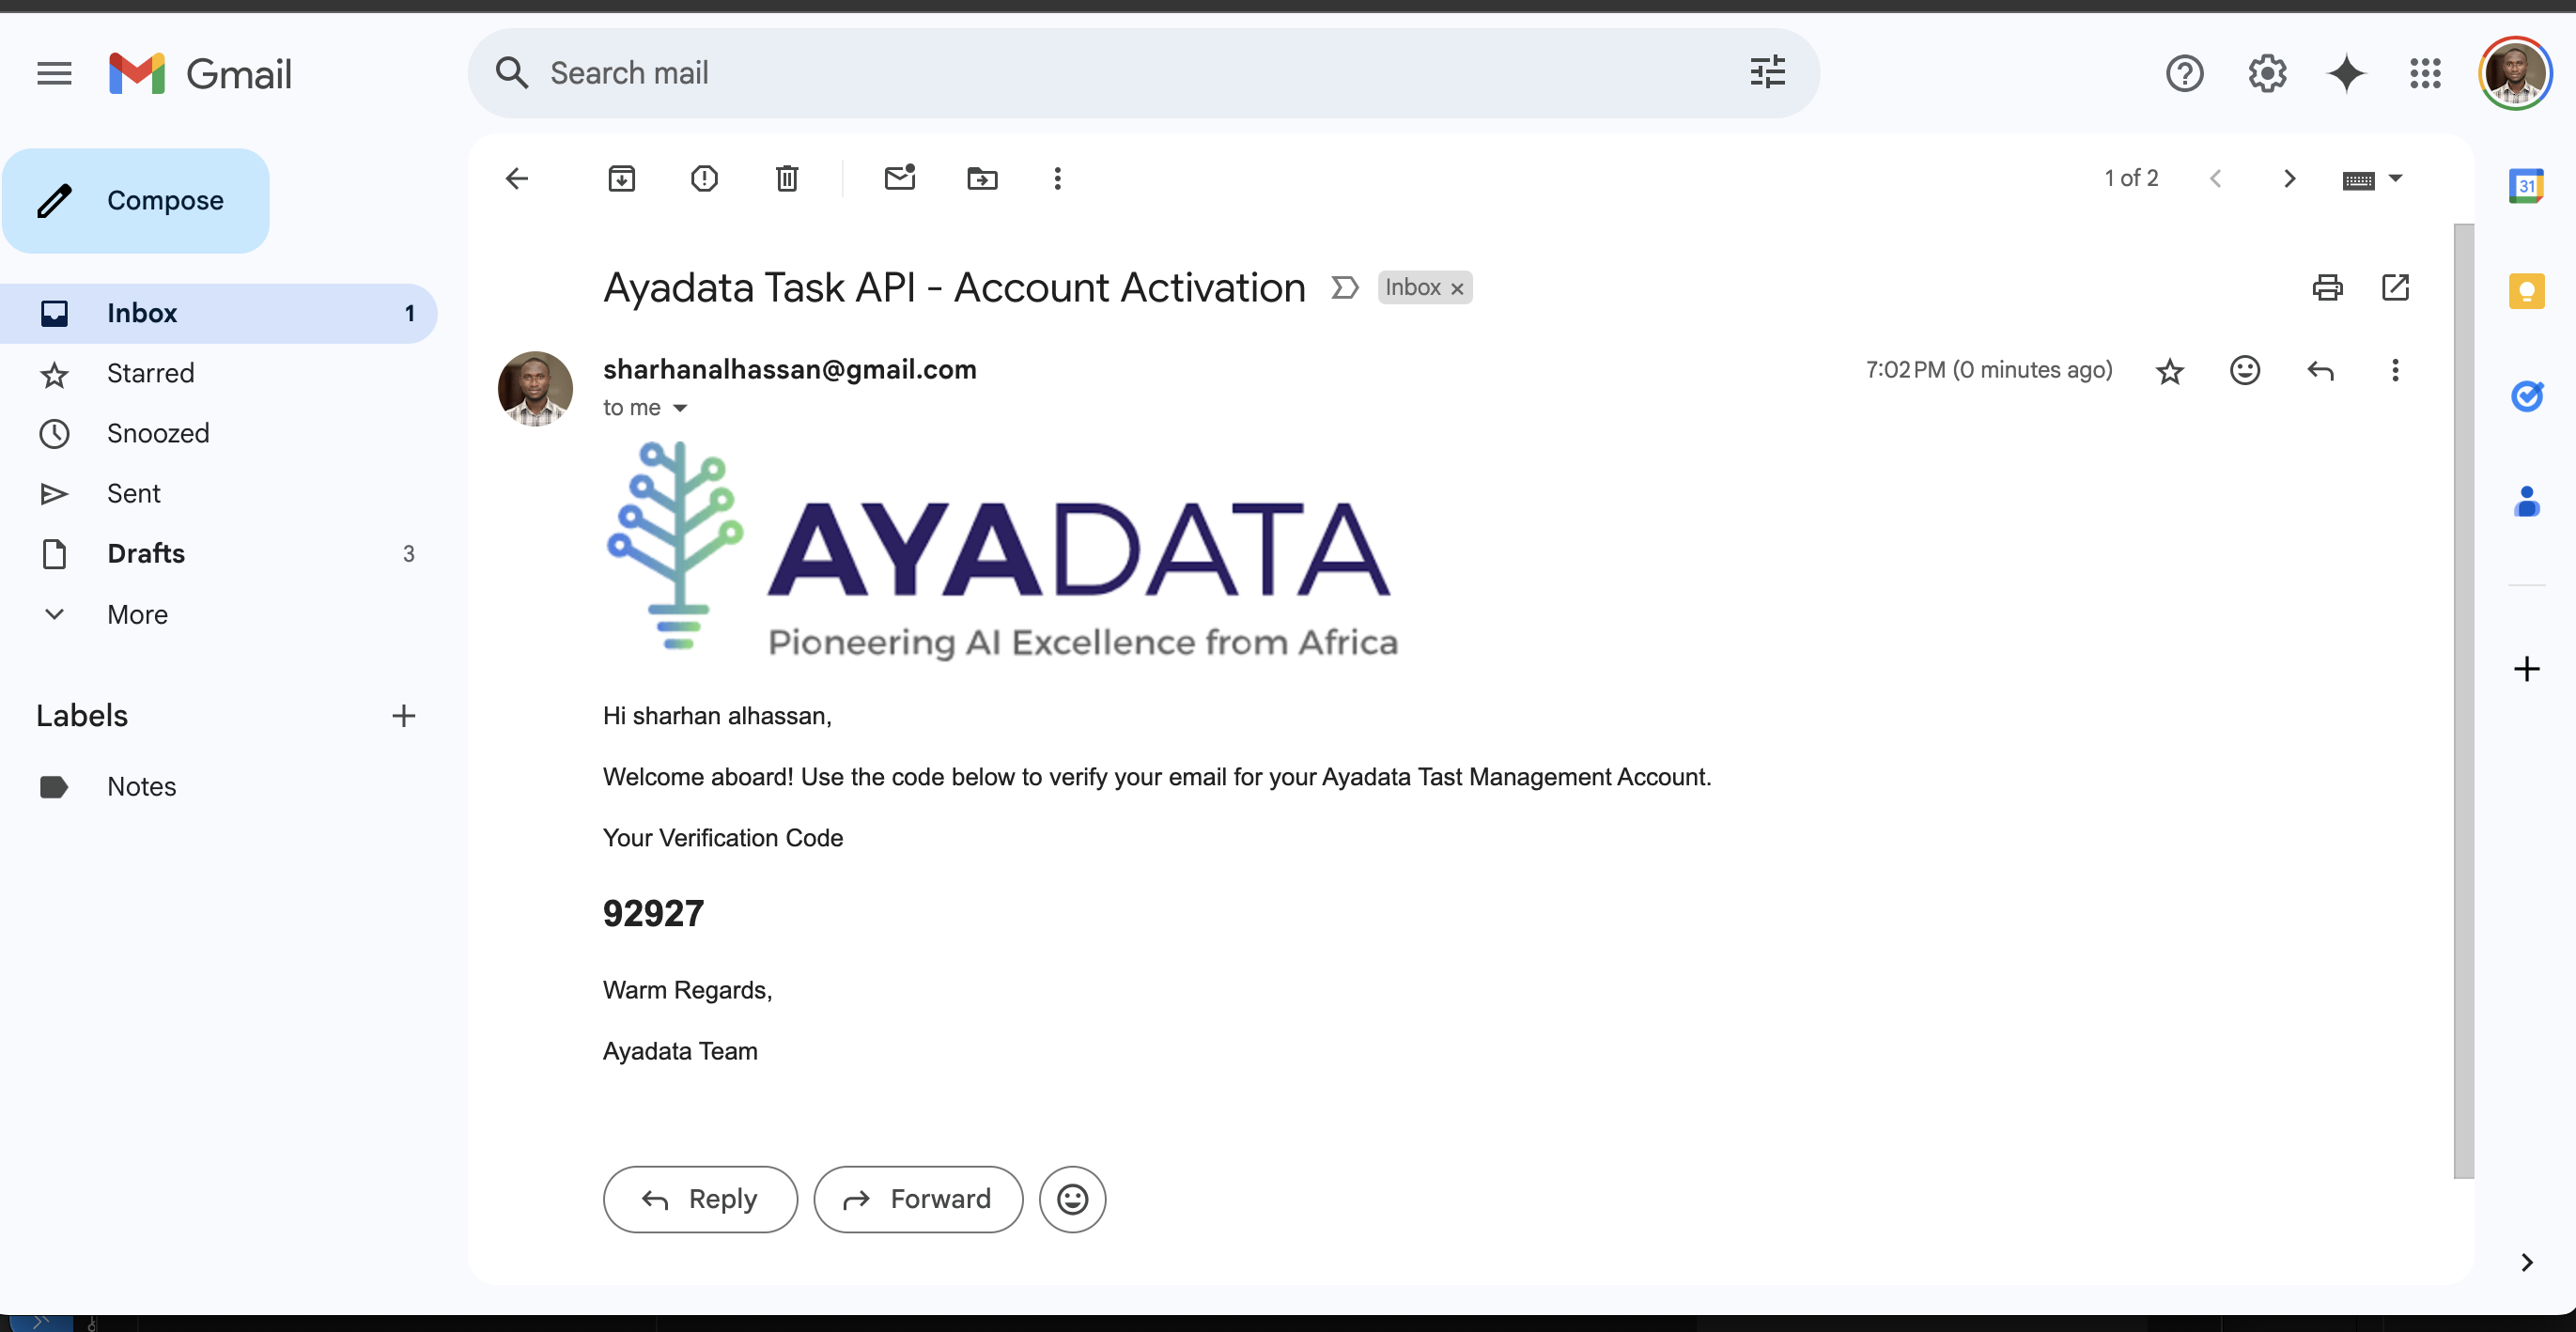 Gmail
Search mail
Compose
1 of 2
31
Inbox 1
Starred
Snoozed
Sent
Drafts 3
More
Labels
Notes
Ayadata Task API - Account Activation
Inbox ×
sharhanalhassan@gmail.com
7:02 PM (0 minutes ago)
to me
AYADATA
Pioneering AI Excellence from Africa
Hi sharhan alhassan,
Welcome aboard! Use the code below to verify your email for your Ayadata Tast Management Account.
Your Verification Code
92927
Warm Regards,
Ayadata Team
Reply
Forward